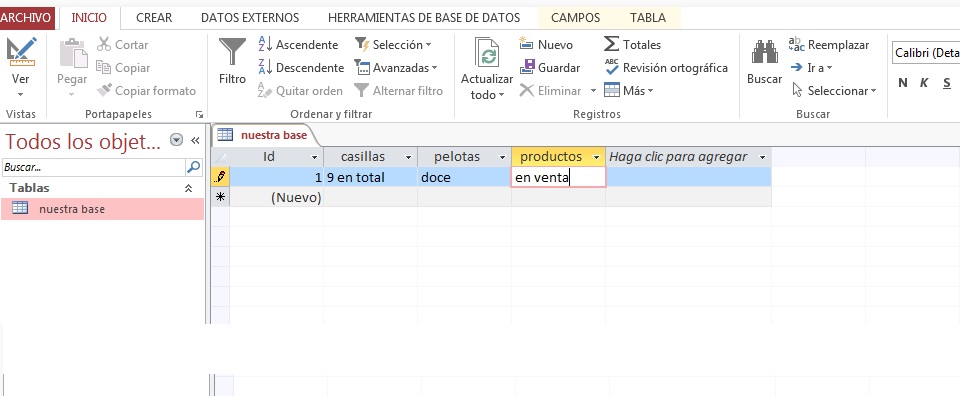 ARCHIVO INICIO CREAR DATOS EXTERNOS HERRAMIENTAS DE BASE DE DATOS CAMPOS TABLA
Ver
Vistas
Pegar
Cortar
Copiar
Copiar formato
Portapapeles
Filtro
Ascendente
Descendente
Quitar orden
Selección
Avanzadas
Alternar filtro
Ordenar y filtrar
Actualizar
todo
Nuevo
Guardar
Eliminar
Totales
Revisión ortográfica
Más
Registros
Buscar
Reemplazar
Ir a
Seleccionar
Buscar
Calibri (Deta
N K S
Todos los objet...
Buscar...
Tablas
nuestra base
nuestra base
Id casillas pelotas productos Haga clic para agregar
1 9 en total doce en venta
(Nuevo)